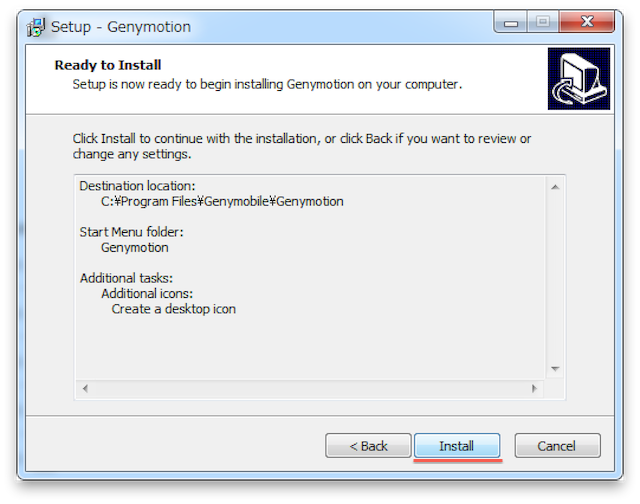 Setup - Genymotion
Ready to Install
Setup is now ready to begin installing Genymotion on your computer.
Click Install to continue with the installation, or click Back if you want to review or
change any settings.
Destination location:
C:¥Program Files¥Genymobile¥Genymotion
Start Menu folder:
Genymotion
Additional tasks:
Additional icons:
Create a desktop icon
< Back
Install
Cancel